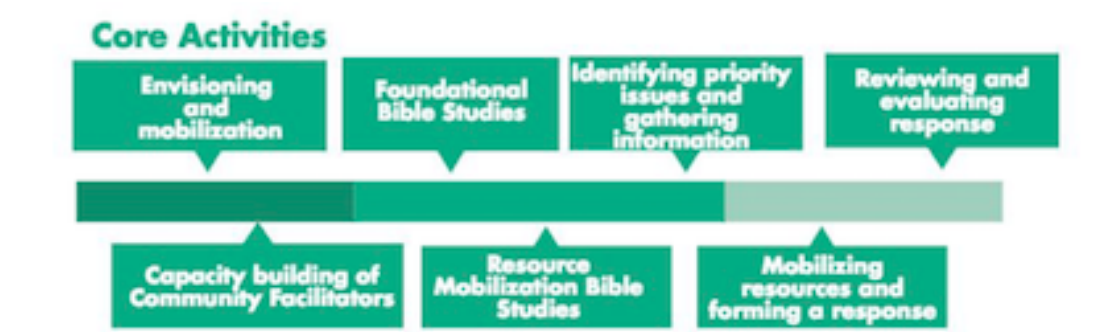 Core Activities
Envisioning
and
mobilization
Foundational
Bible Studies
Identifying priority
issues and
gathering
information
Reviewing and
evaluating
response
Capacity building of
Community Facilitators
Resource
Mobilization Bible
Studies
Mobilizing
resources and
forming a response